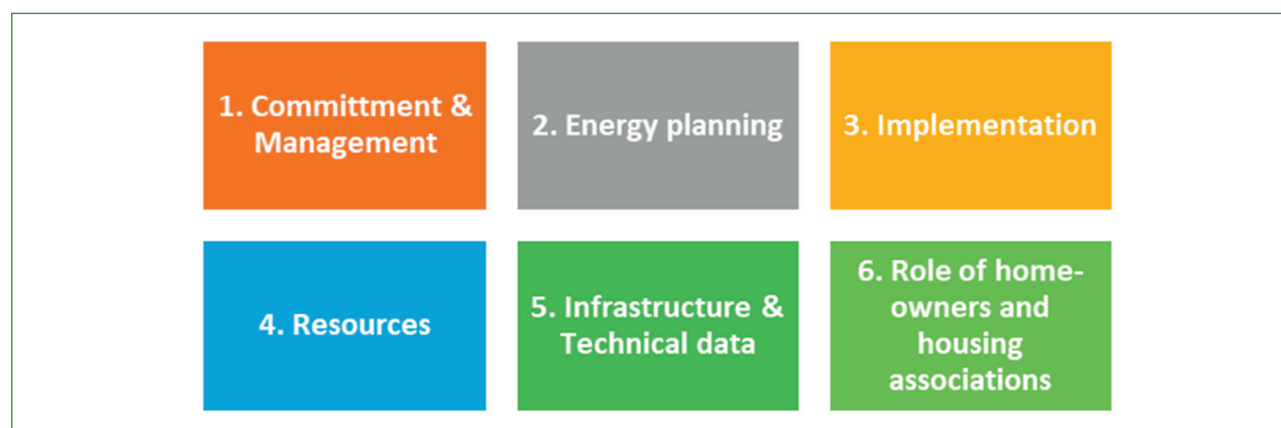 1. Committment &
Management
2. Energy planning
3. Implementation
4. Resources
5. Infrastructure &
Technical data
6. Role of home-
owners and
housing
associations